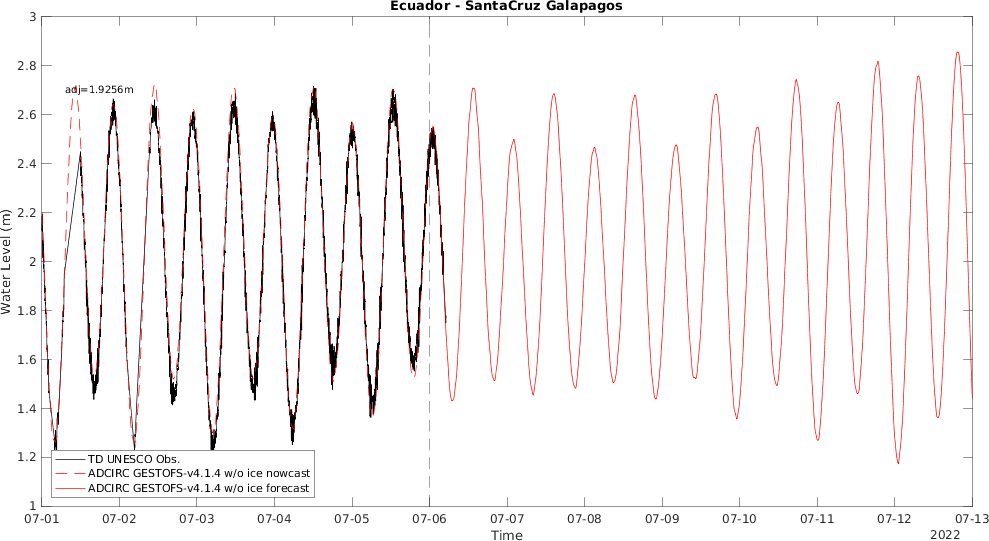 Ecuador - SantaCruz Galapagos
3
2.8
adj=1.9256m
2.6
2.4
2.2
2
1.8
1.6
1.4
1.2
1
Water Level (m)
TD UNESCO Obs.
ADCIRC GESTOFS-v4.1.4 w/o ice nowcast
ADCIRC GESTOFS-v4.1.4 w/o ice forecast
07-01 07-02 07-03 07-04 07-05 07-06 07-07 07-08 07-09 07-10 07-11 07-12 07-13
Time
2022